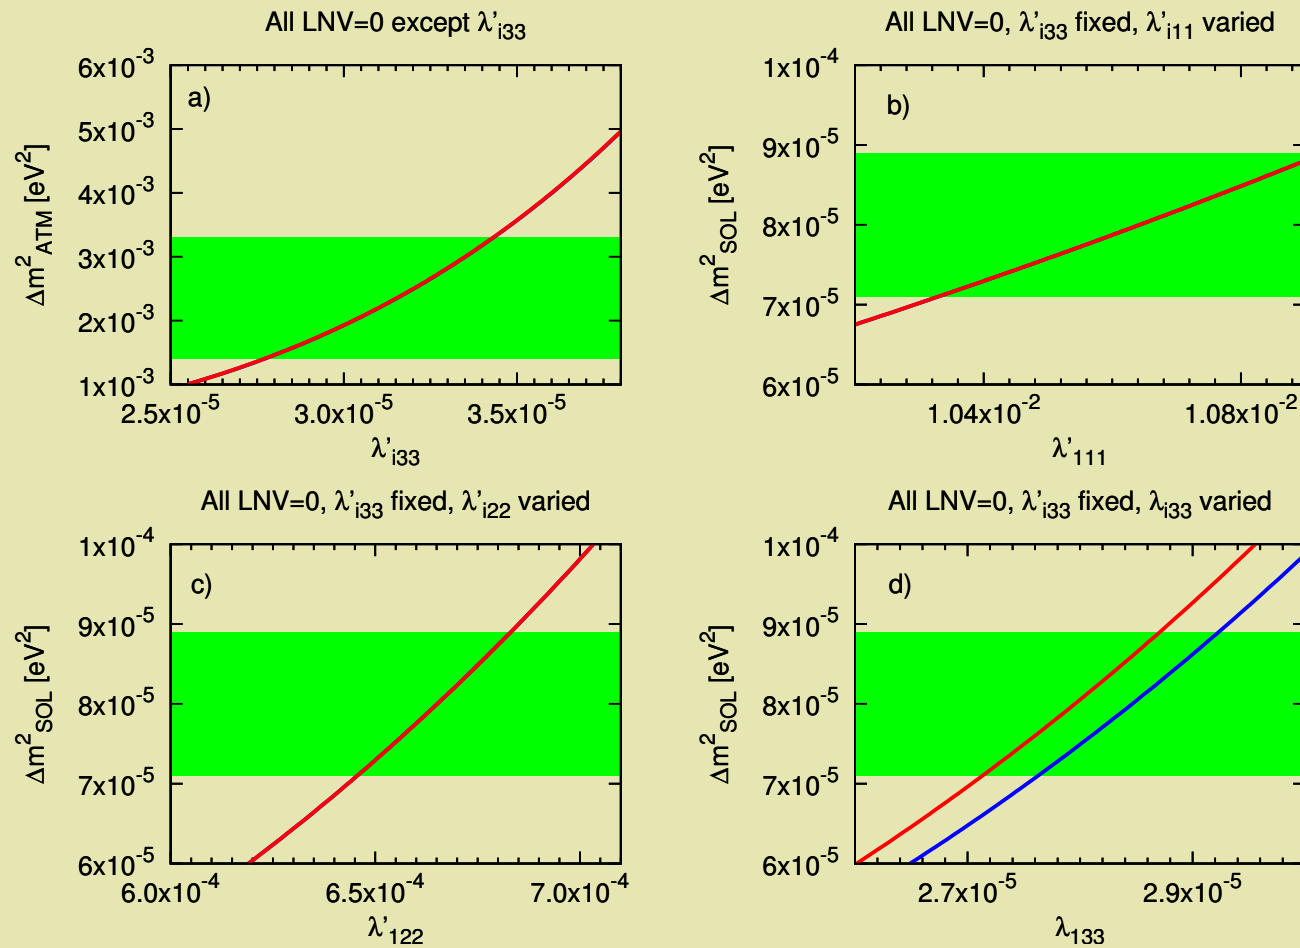 All LNV=0 except λ'i33
6x10-3
5x10-3
4x10-3
3x10-3
2x10-3
1x10-3
Δm2ATM [eV2]
a)
2.5x10-5 3.0x10-5 3.5x10-5
λ'i33
All LNV=0, λ'i33 fixed, λ'i11 varied
1x10-4
9x10-5
8x10-5
7x10-5
6x10-5
Δm2SOL [eV2]
b)
1.04x10-2 1.08x10-2
λ'111
All LNV=0, λ'i33 fixed, λ'i22 varied
1x10-4
9x10-5
8x10-5
7x10-5
6x10-5
Δm2SOL [eV2]
c)
6.0x10-4 6.5x10-4 7.0x10-4
λ'122
All LNV=0, λ'i33 fixed, λi33 varied
1x10-4
9x10-5
8x10-5
7x10-5
6x10-5
Δm2SOL [eV2]
d)
2.7x10-5 2.9x10-5
λ133